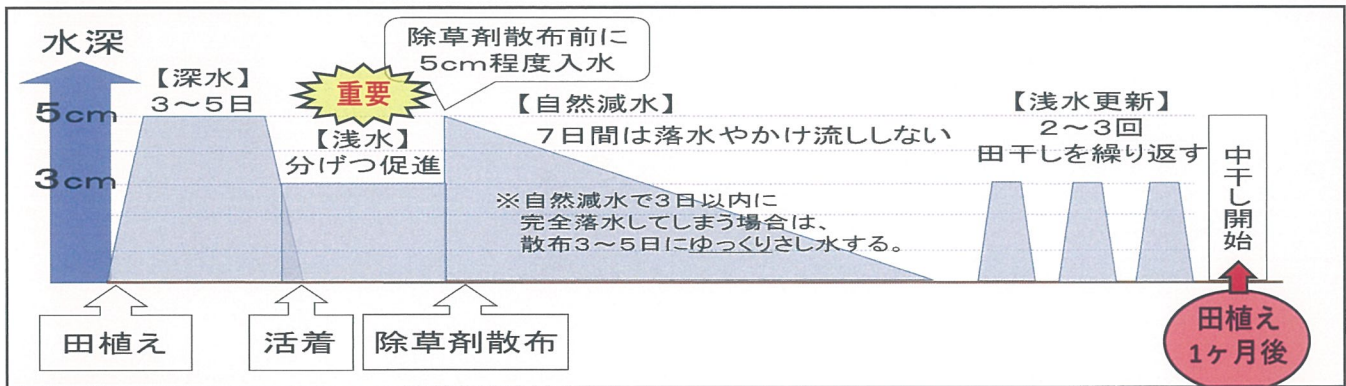 水深
5cm
3cm
【深水】
3～5日
重要
【浅水】
分げつ促進
除草剤散布前に
5cm程度入水
【自然減水】
7日間は落水やかけ流ししない
※自然減水で3日以内に
完全落水してしまう場合は、
散布3～5日にゆっくりさし水する。
【浅水更新】
2～3回
田干しを繰り返す
中干し開始
田植え
活着
除草剤散布
田植え
1ヶ月後